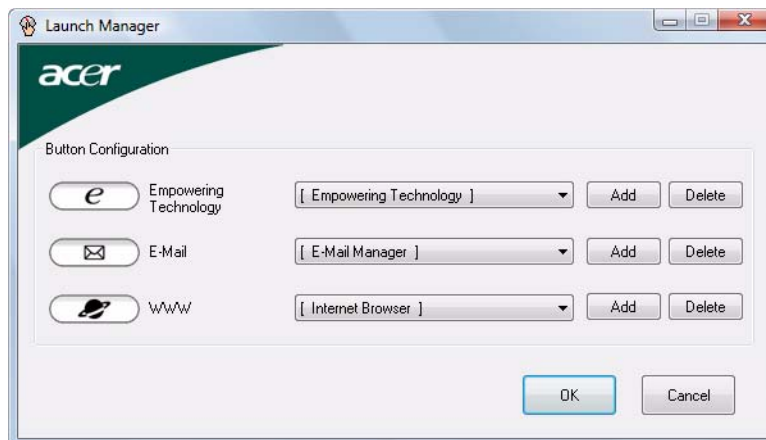 Launch Manager
acer
Button Configuration
e Empowering Technology [ Empowering Technology ] Add Delete
E-Mail [ E-Mail Manager ] Add Delete
WWW [ Internet Browser ] Add Delete
OK Cancel